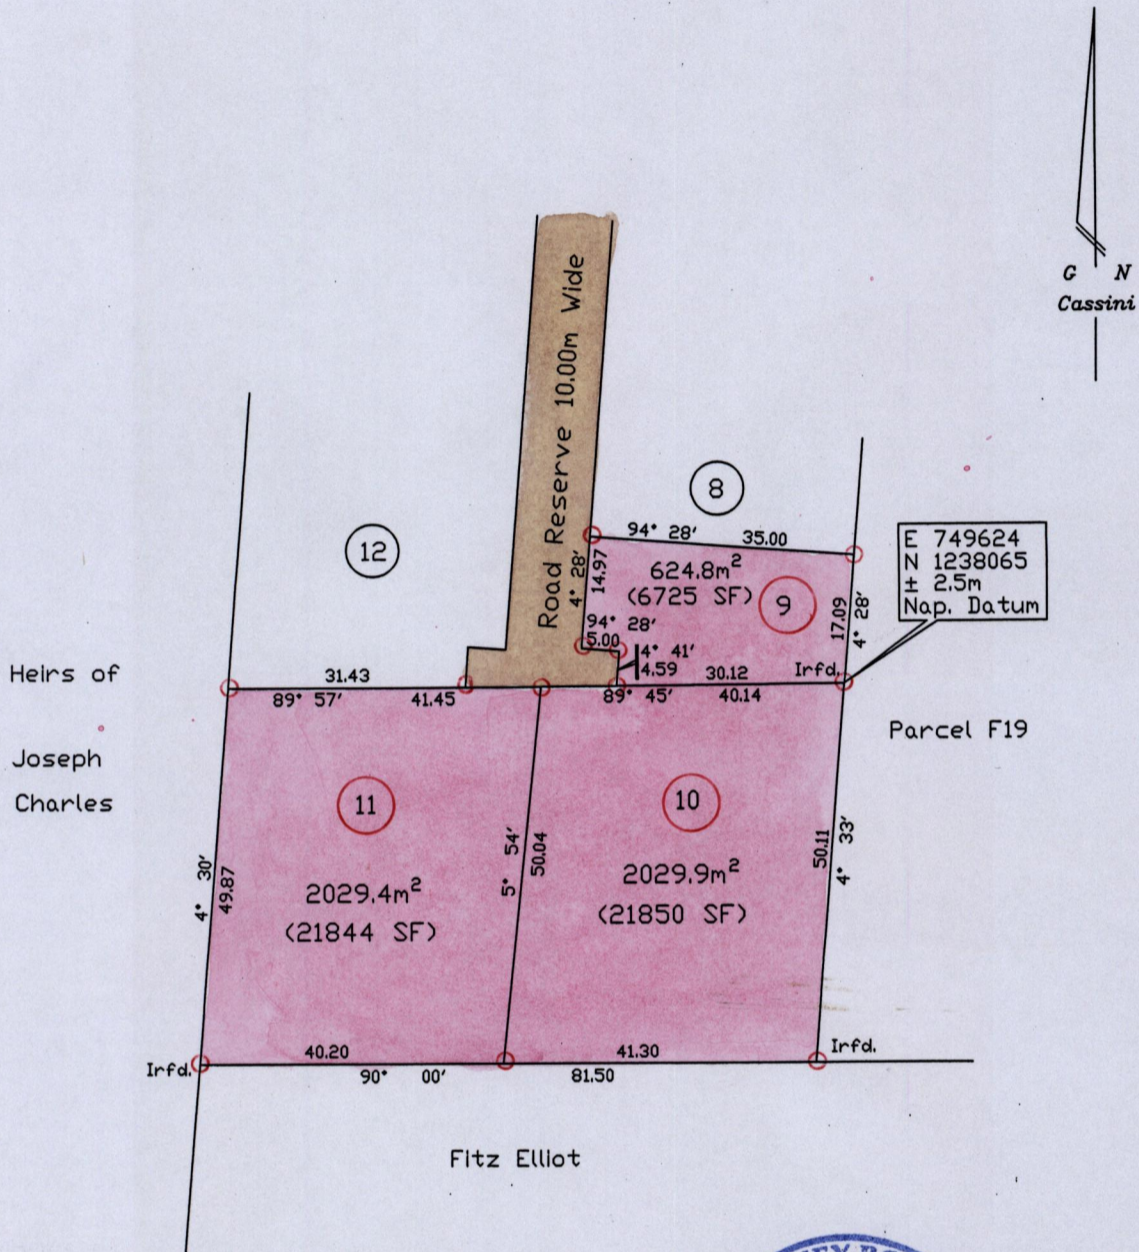 G N
Cassini
Road Reserve 10.00m Wide
8
94° 28′ 35.00
12
E 749624
N 1238065
± 2.5m
Nap. Datum
4° 28′
14.97
624.8m²
(6725 SF)
9
17.09
4° 28′
94° 28′
5.00
4° 41′
4.59
Heirs of
Joseph
Charles
31.43
89° 57′ 41.45
30.12
Irfd.
89° 45′ 40.14
Parcel F19
11
10
4° 30′
49.87
2029.4m²
(21844 SF)
5° 54′
50.04
2029.9m²
(21850 SF)
50.11
4° 33′
Irfd.
40.20
90° 00′ 81.50
41.30
Irfd.
Fitz Elliot